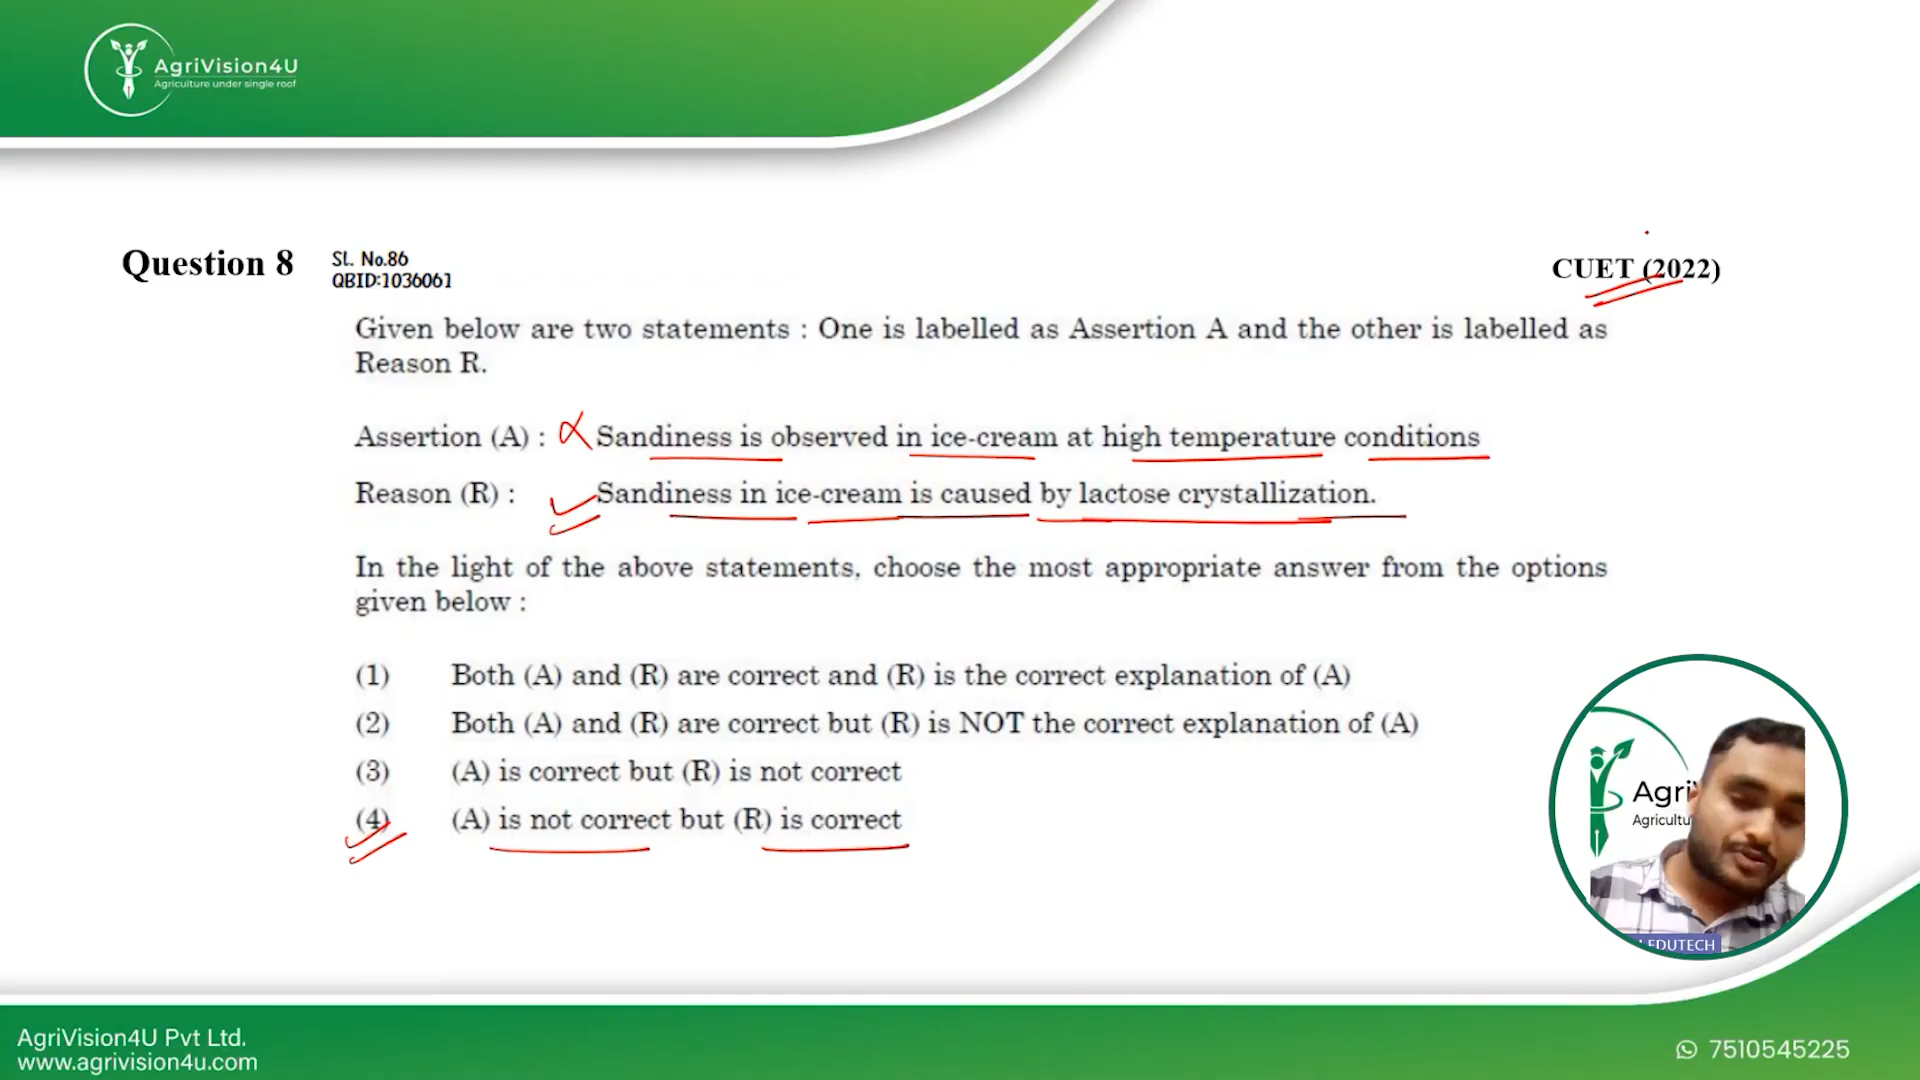 AgriVision4U
Agriculture under single roof
Question 8
Sl. No.86
QBID:1036061
CUET (2022)
Given below are two statements : One is labelled as Assertion A and the other is labelled as
Reason R.
Assertion (A) : Sandiness is observed in ice-cream at high temperature conditions
Reason (R) : Sandiness in ice-cream is caused by lactose crystallization.
In the light of the above statements, choose the most appropriate answer from the options
given below :
(1) Both (A) and (R) are correct and (R) is the correct explanation of (A)
(2) Both (A) and (R) are correct but (R) is NOT the correct explanation of (A)
(3) (A) is correct but (R) is not correct
(4) (A) is not correct but (R) is correct
Agri
Agricultu
EDUTECH
AgriVision4U Pvt Ltd.
www.agrivision4u.com
7510545225